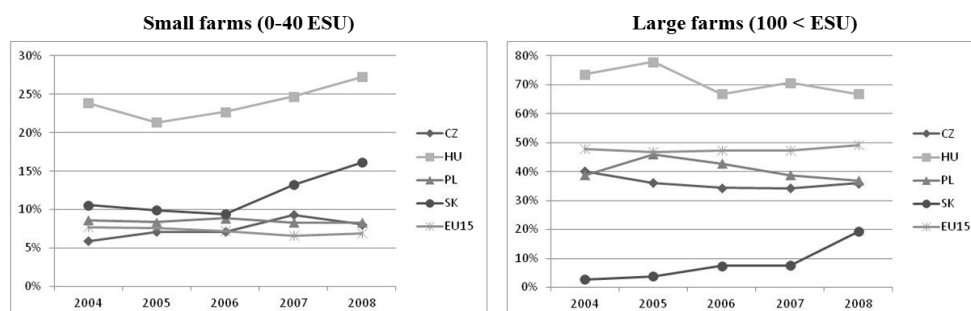 Small farms (0-40 ESU)
30%
25%
20%
15%
10%
5%
0%
2004 2005 2006 2007 2008
CZ
HU
PL
SK
EU15
Large farms (100 < ESU)
80%
70%
60%
50%
40%
30%
20%
10%
0%
2004 2005 2006 2007 2008
CZ
HU
PL
SK
EU15